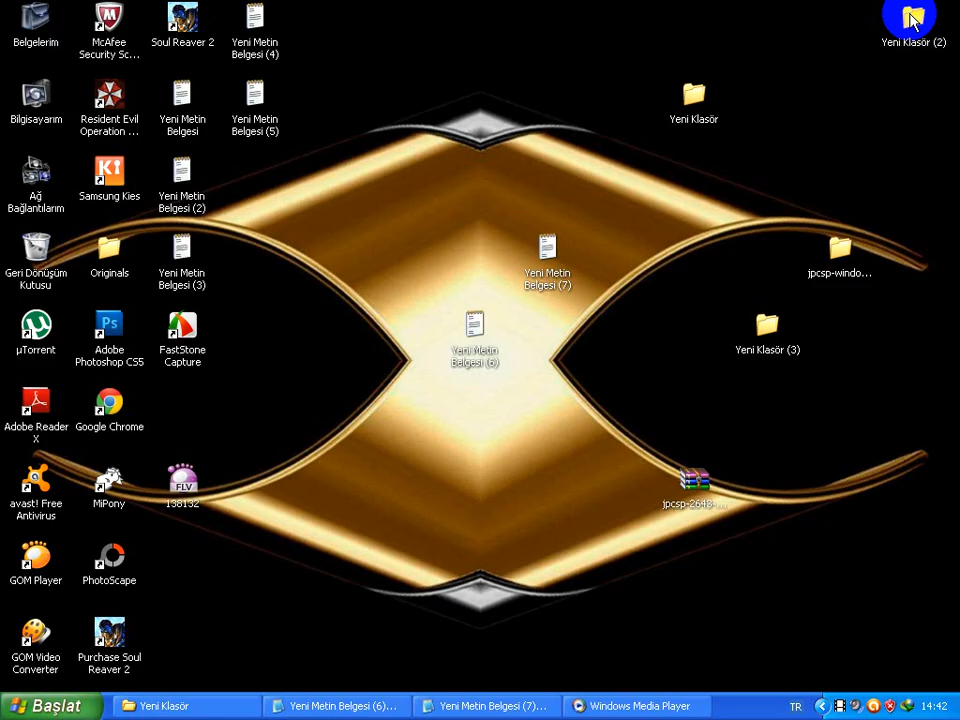 Belgelerim
McAfee
Security Sc...
Soul Reaver 2
Yeni Metin
Belgesi (4)
Yeni Klasör (2)
Bilgisayarım
Resident Evil
Operation ...
Yeni Metin
Belgesi
Yeni Metin
Belgesi (5)
Yeni Klasör
Ağ
Bağlantılarım
Samsung Kies
Yeni Metin
Belgesi (2)
Geri Dönüşüm
Kutusu
Originals
Yeni Metin
Belgesi (3)
Yeni Metin
Belgesi (7)
jpcsp-windo...
µTorrent
Adobe
Photoshop CS5
FastStone
Capture
Yeni Metin
Belgesi (6)
Yeni Klasör (3)
Adobe Reader
X
Google Chrome
avast! Free
Antivirus
MiPony
FLV
138132
jpcsp-2648-...
GOM Player
PhotoScape
GOM Video
Converter
Purchase Soul
Reaver 2
Başlat
Yeni Klasör
Yeni Metin Belgesi (6)...
Yeni Metin Belgesi (7)...
Windows Media Player
TR
14:42